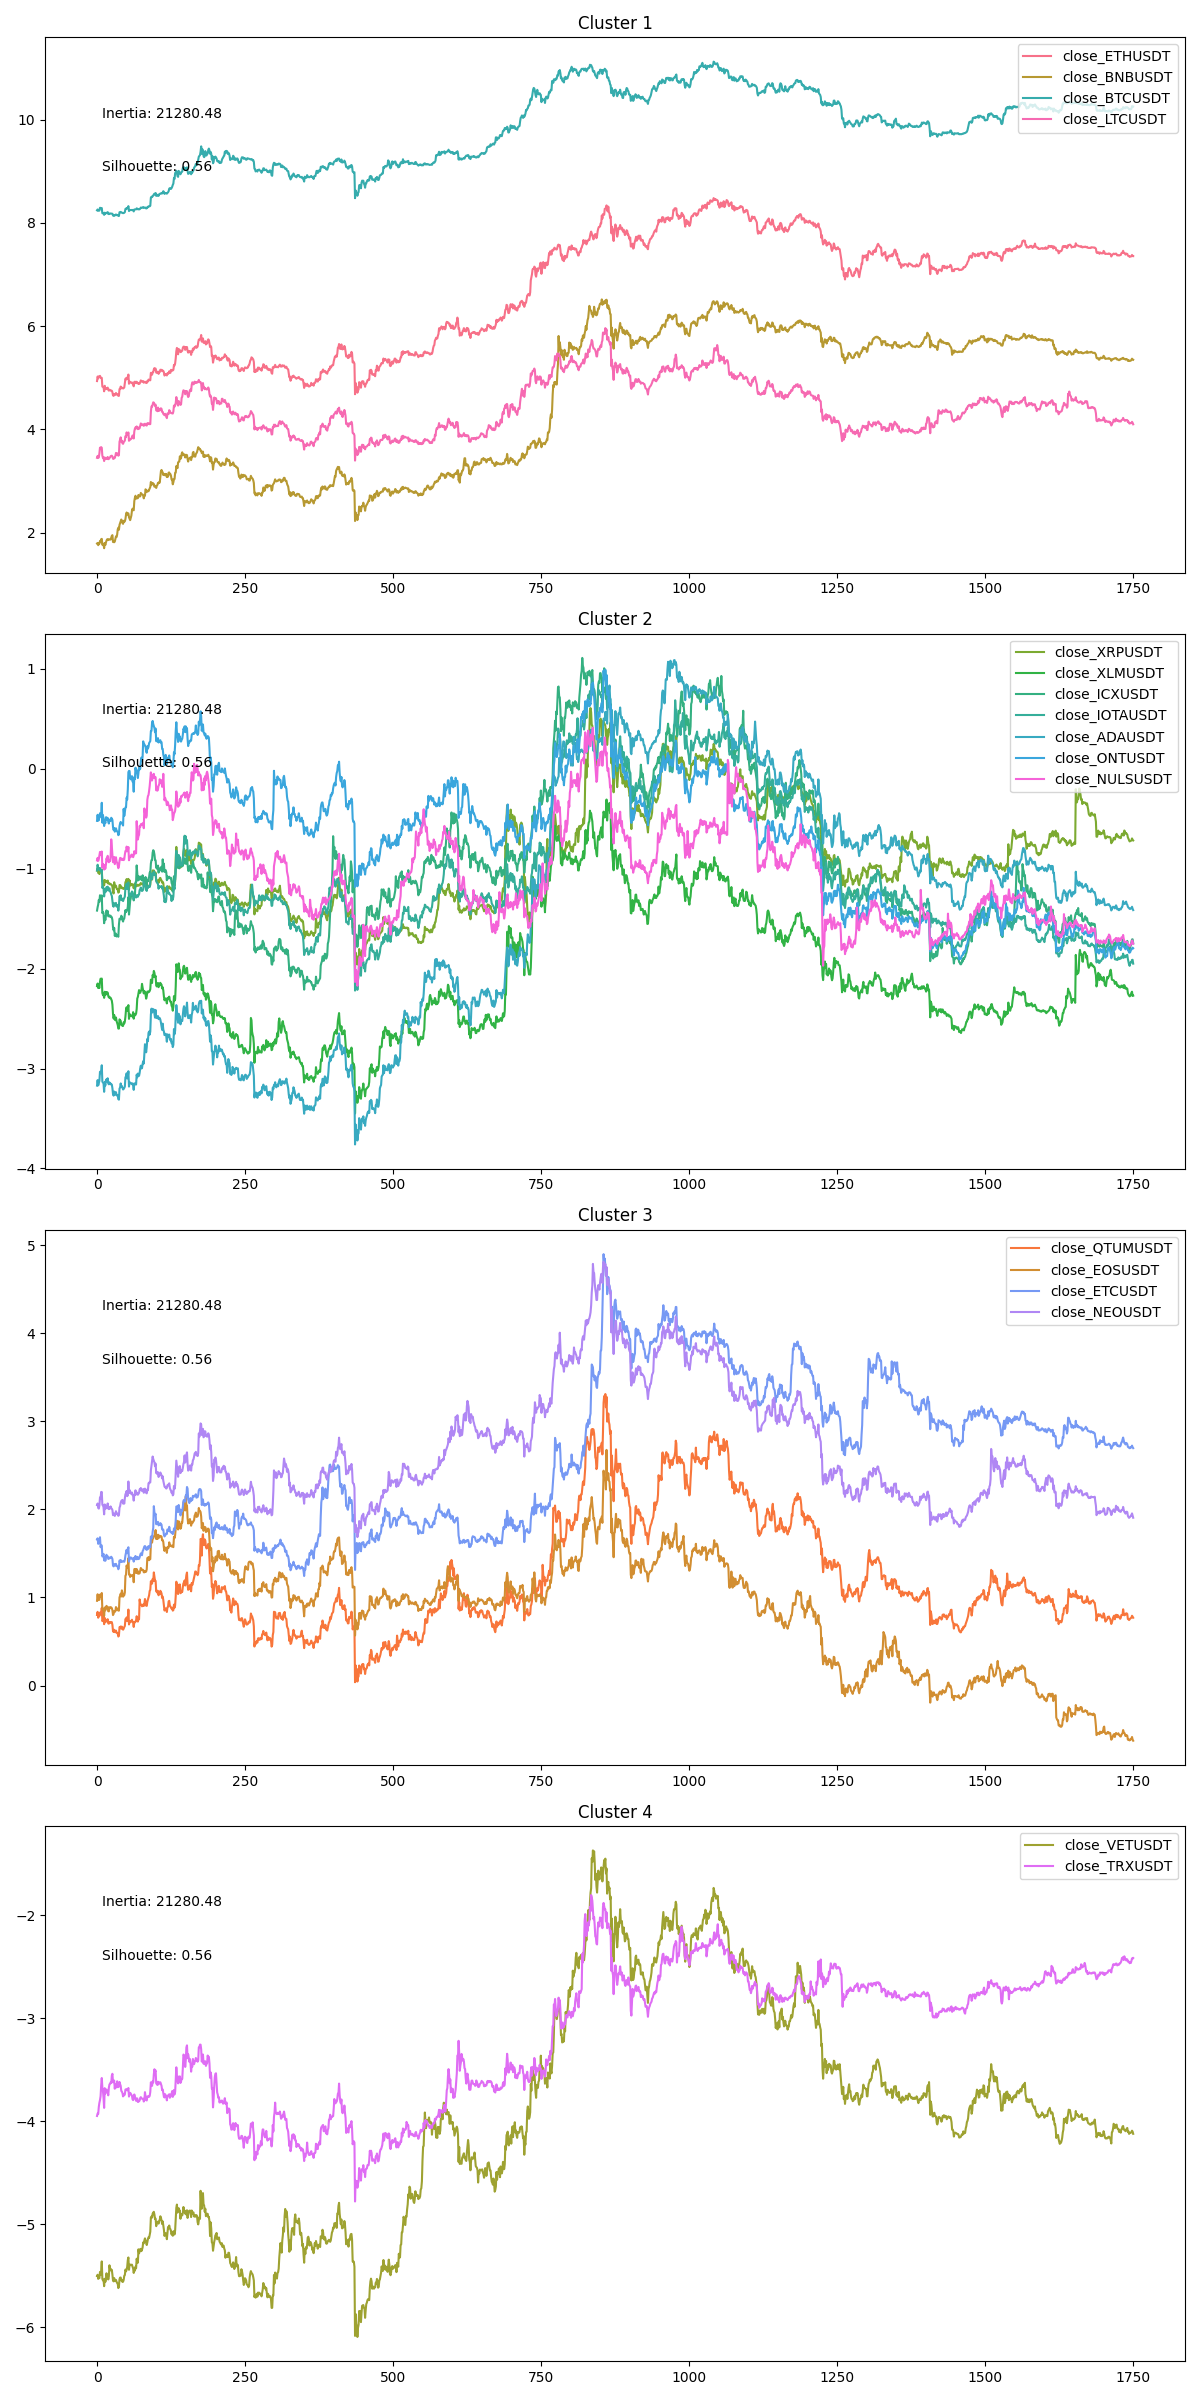 Cluster 1
Inertia: 21280.48
Silhouette: 0.56
close_ETHUSDT
close_BNBUSDT
close_BTCUSDT
close_LTCUSDT
10
8
6
4
2
0 250 500 750 1000 1250 1500 1750
Cluster 2
Inertia: 21280.48
Silhouette: 0.56
close_XRPUSDT
close_XLMUSDT
close_ICXUSDT
close_IOTAUSDT
close_ADAUSDT
close_ONTUSDT
close_NULSUSDT
1
0
−1
−2
−3
−4
0 250 500 750 1000 1250 1500 1750
Cluster 3
Inertia: 21280.48
Silhouette: 0.56
close_QTUMUSDT
close_EOSUSDT
close_ETCUSDT
close_NEOUSDT
5
4
3
2
1
0
0 250 500 750 1000 1250 1500 1750
Cluster 4
Inertia: 21280.48
Silhouette: 0.56
close_VETUSDT
close_TRXUSDT
−2
−3
−4
−5
−6
0 250 500 750 1000 1250 1500 1750